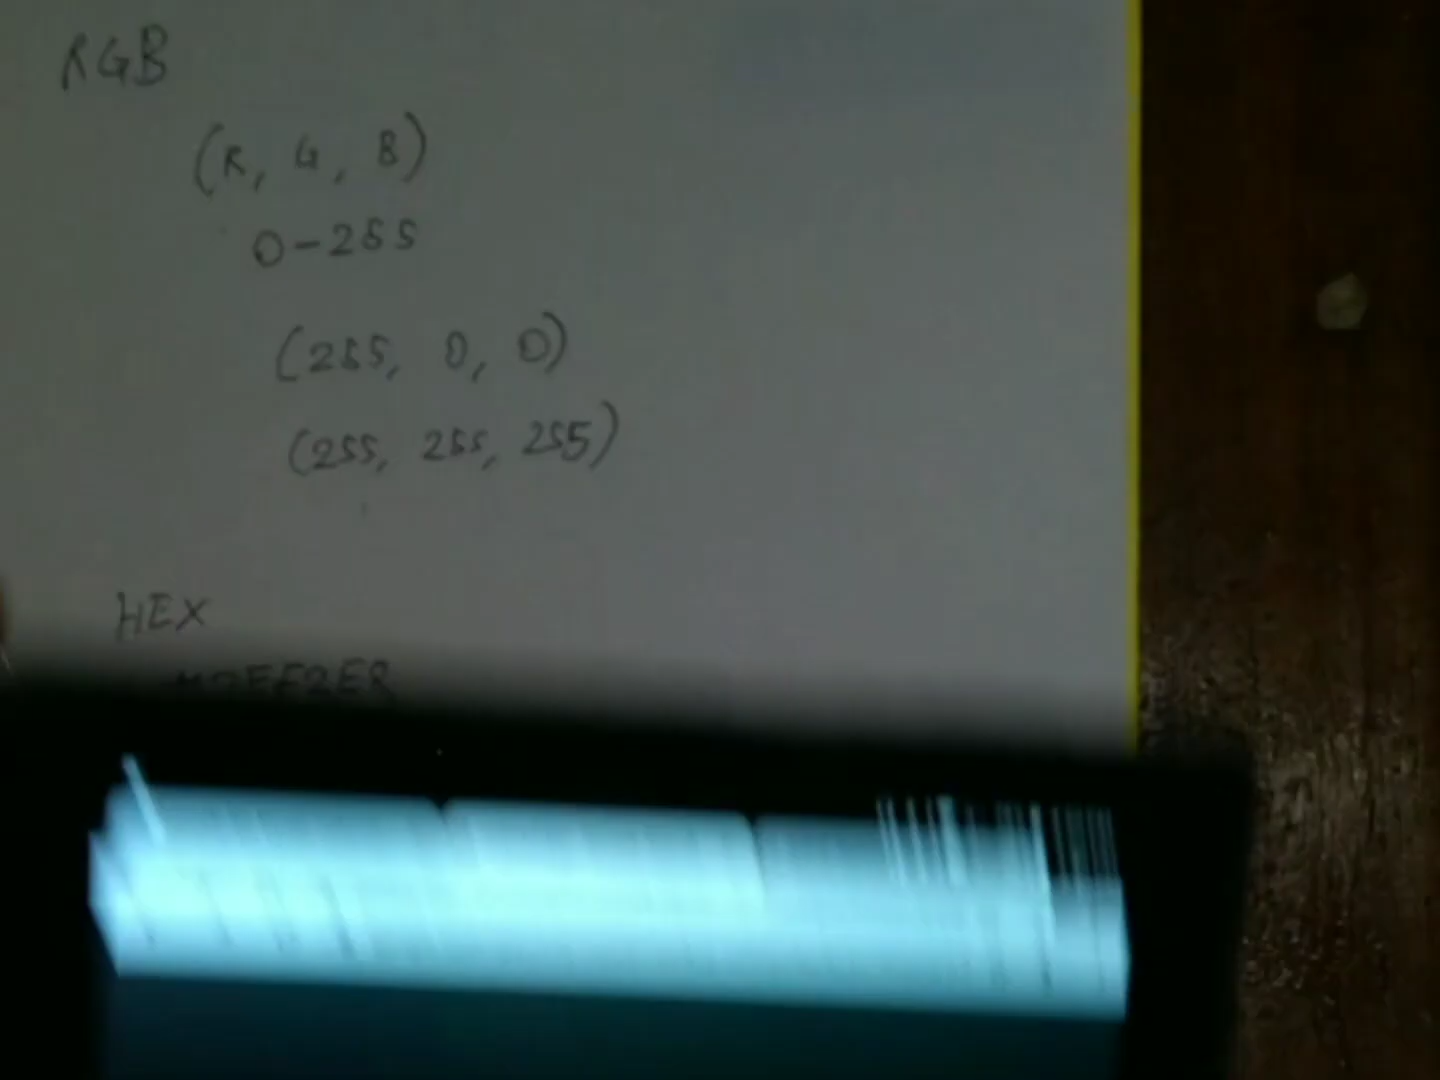 RGB
(R, G, B)
0-255
(255, 0, 0)
(255, 255, 255)
HEX